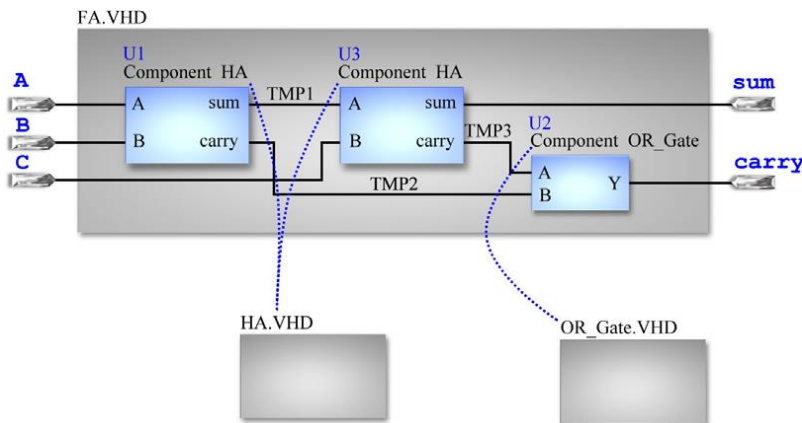 FA.VHD
U1
Component HA
U3
Component HA
A
A
sum
TMP1
A
sum
sum
B
B
carry
B
carry
TMP3
U2
Component OR_Gate
C
TMP2
A
B
Y
carry
HA.VHD
OR_Gate.VHD